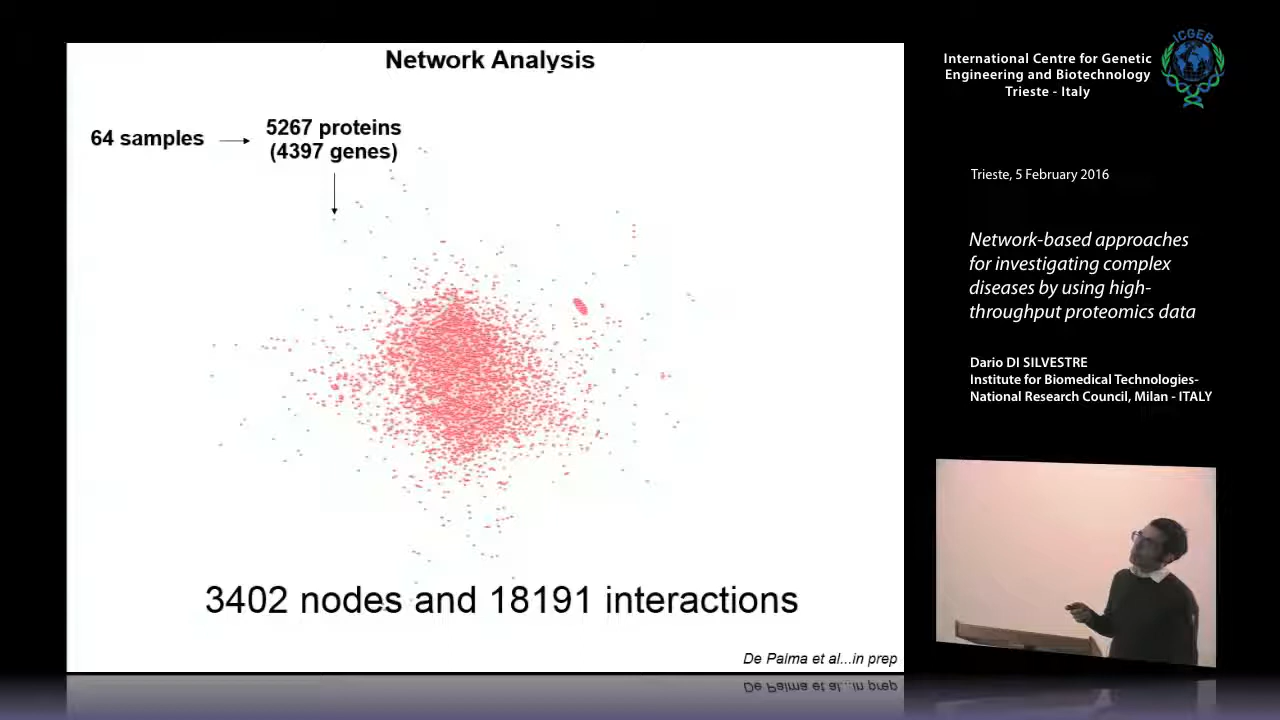 Network Analysis
64 samples
5267 proteins
(4397 genes)
3402 nodes and 18191 interactions
De Palma et al...in prep
International Centre for Genetic
Engineering and Biotechnology
Trieste - Italy
ICGEB
Trieste, 5 February 2016
Network-based approaches
for investigating complex
diseases by using high-
throughput proteomics data
Dario DI SILVESTRE
Institute for Biomedical Technologies-
National Research Council, Milan - ITALY